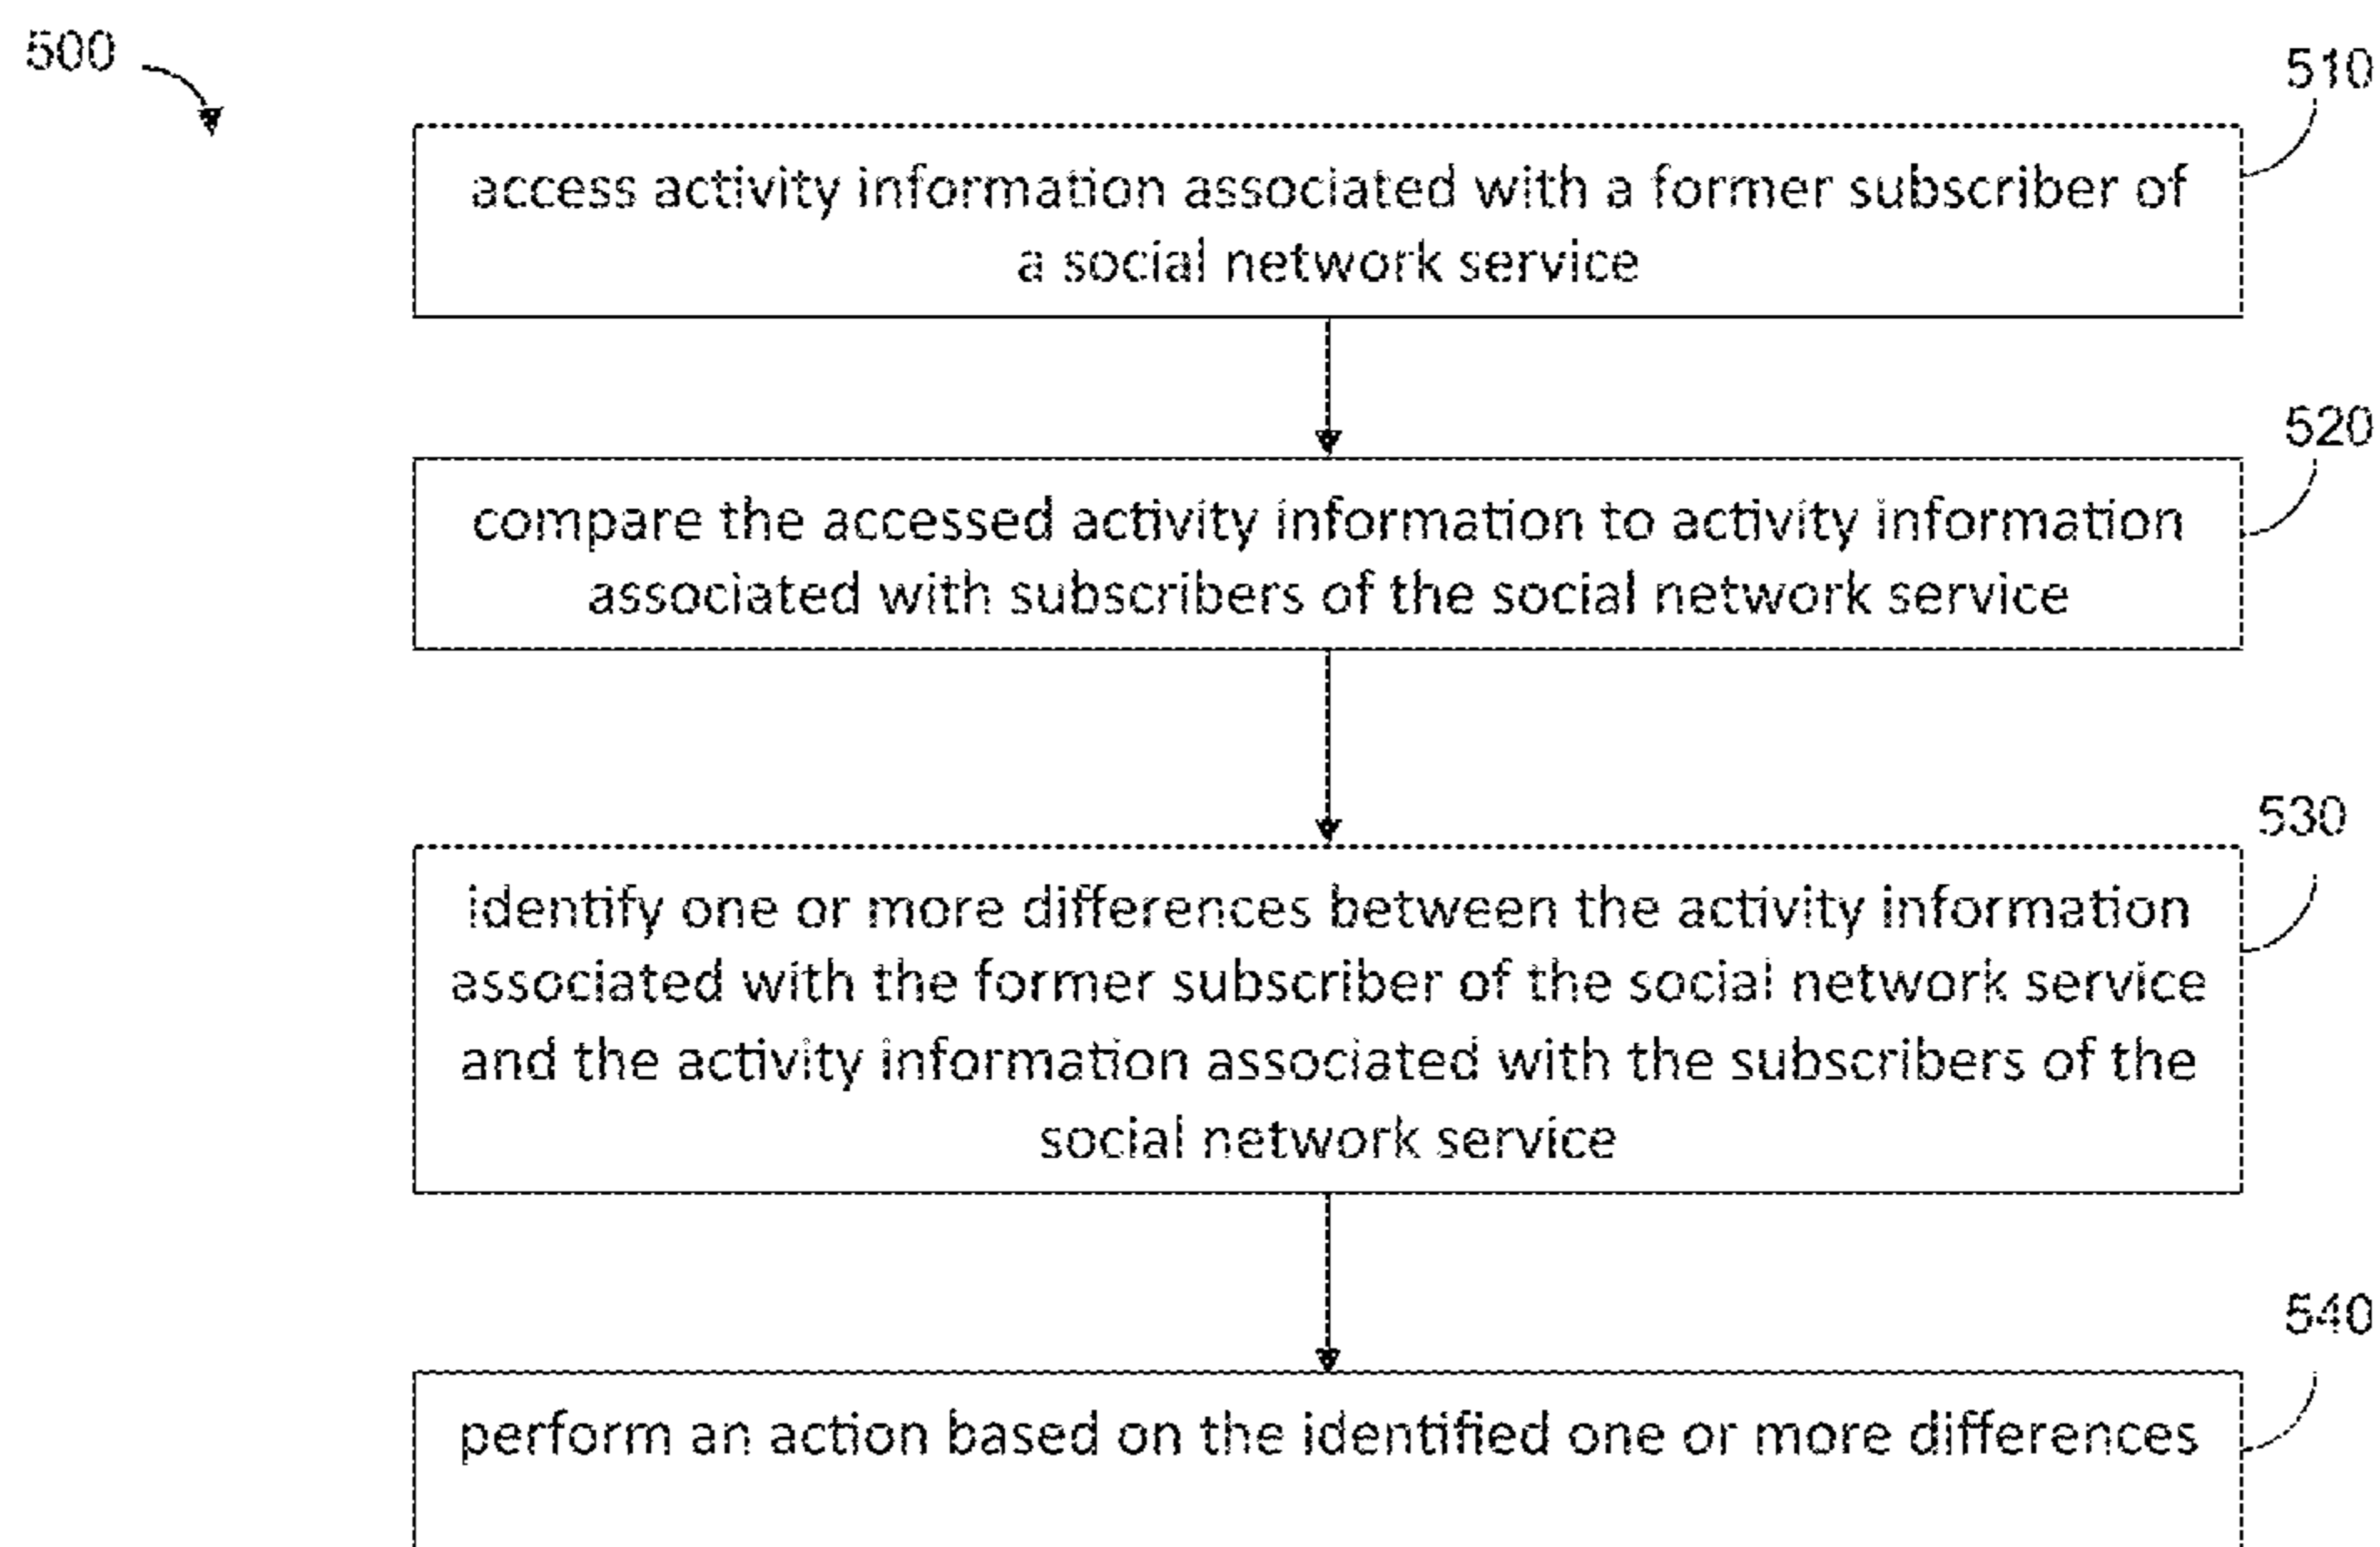 500
510
access activity information associated with a former subscriber of
a social network service
520
compare the accessed activity information to activity information
associated with subscribers of the social network service
530
identify one or more differences between the activity information
associated with the former subscriber of the social network service
and the activity information associated with the subscribers of the
social network service
540
perform an action based on the identified one or more differences